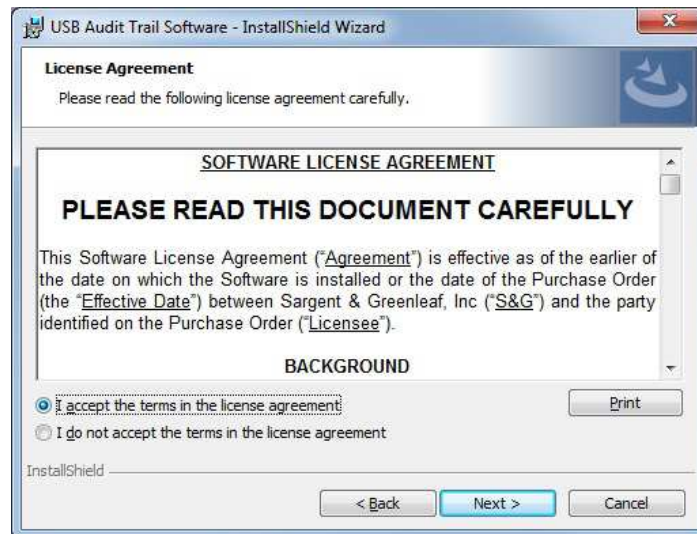 USB Audit Trail Software - InstallShield Wizard
License Agreement
Please read the following license agreement carefully.
SOFTWARE LICENSE AGREEMENT
PLEASE READ THIS DOCUMENT CAREFULLY
This Software License Agreement (“Agreement”) is effective as of the earlier of
the date on which the Software is installed or the date of the Purchase Order
(the “Effective Date”) between Sargent & Greenleaf, Inc (“S&G”) and the party
identified on the Purchase Order (“Licensee”).
BACKGROUND
I accept the terms in the license agreement
Print
I do not accept the terms in the license agreement
InstallShield
< Back
Next >
Cancel